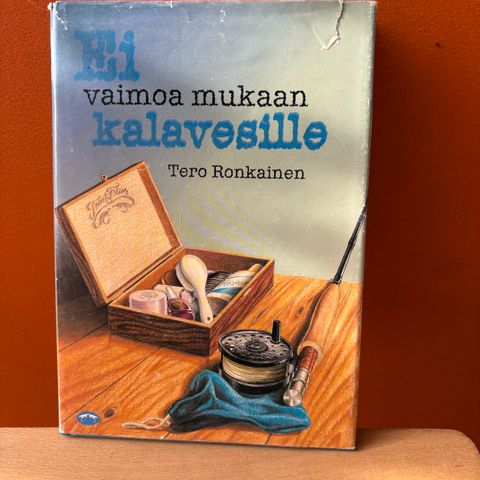 Ei
vaimoa mukaan
kalavesille
Tero Ronkainen